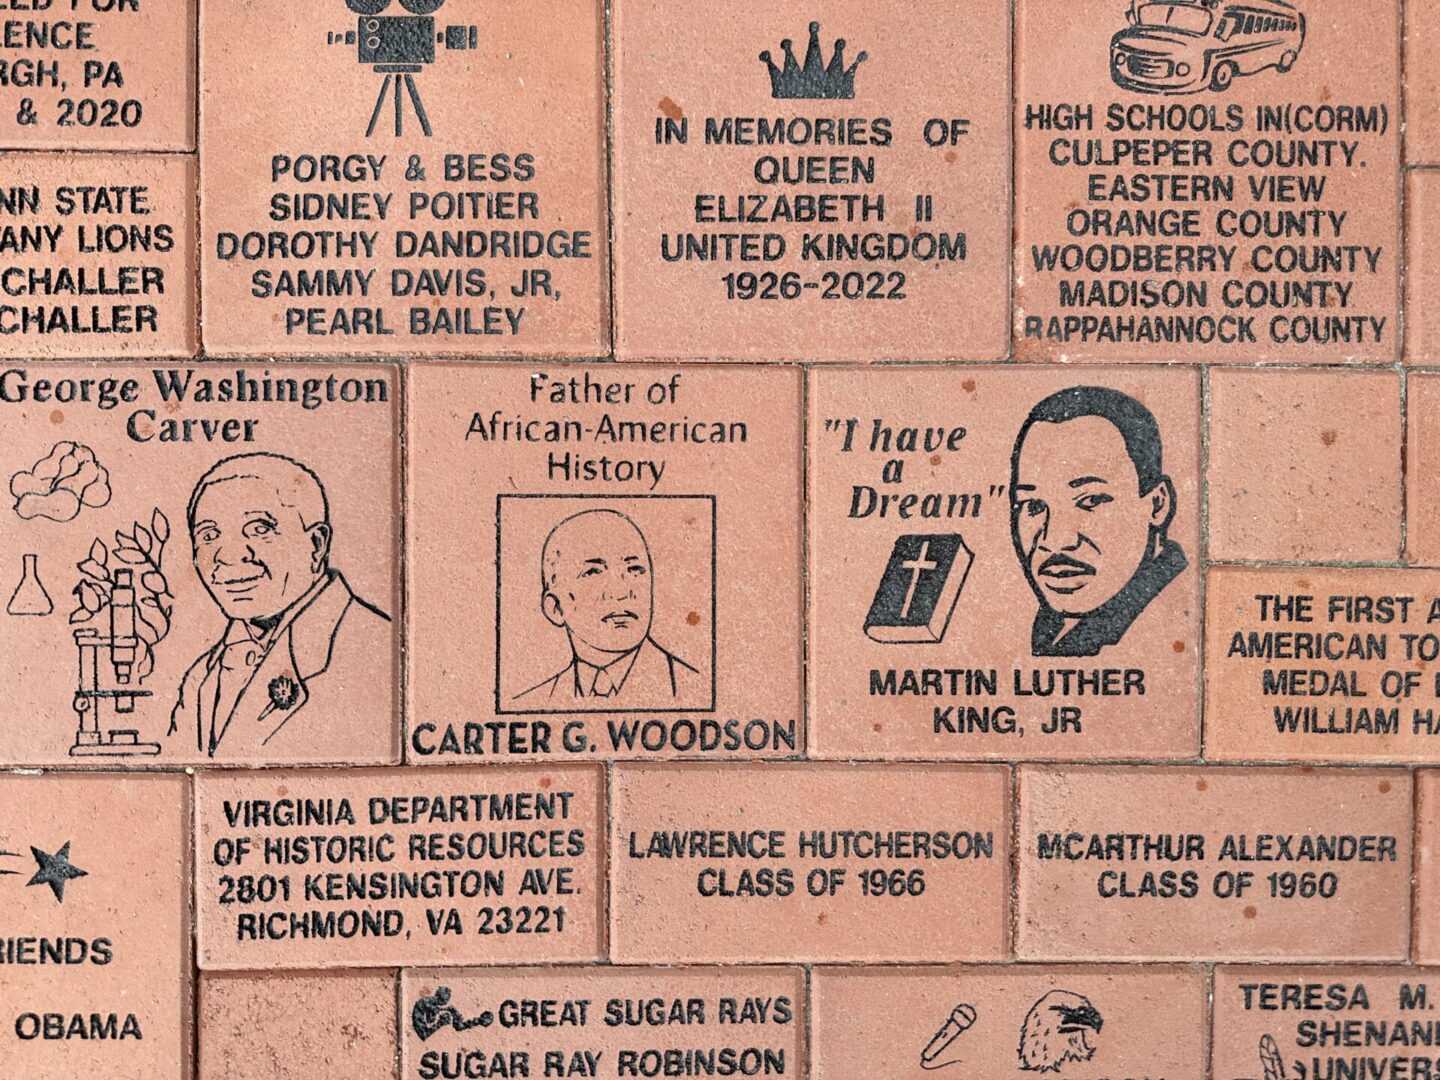 LENCE
RGH, PA
& 2020
PORGY & BESS
SIDNEY POITIER
DOROTHY DANDRIDGE
SAMMY DAVIS, JR,
PEARL BAILEY
IN MEMORIES OF
QUEEN
ELIZABETH II
UNITED KINGDOM
1926-2022
HIGH SCHOOLS IN(CORM)
CULPEPER COUNTY.
EASTERN VIEW
ORANGE COUNTY
WOODBERRY COUNTY
MADISON COUNTY
RAPPAHANNOCK COUNTY
NN STATE
TANY LIONS
CHALLER
CHALLER
George Washington
Carver
Father of
African-American
History
CARTER G. WOODSON
"I have
a
Dream"
MARTIN LUTHER
KING, JR
THE FIRST A
AMERICAN TO
MEDAL OF
WILLIAM HA
RIENDS
OBAMA
VIRGINIA DEPARTMENT
OF HISTORIC RESOURCES
2801 KENSINGTON AVE.
RICHMOND, VA 23221
LAWRENCE HUTCHERSON
CLASS OF 1966
MCARTHUR ALEXANDER
CLASS OF 1960
GREAT SUGAR RAYS
SUGAR RAY ROBINSON
TERESA M.
SHENAN
UNIVERS